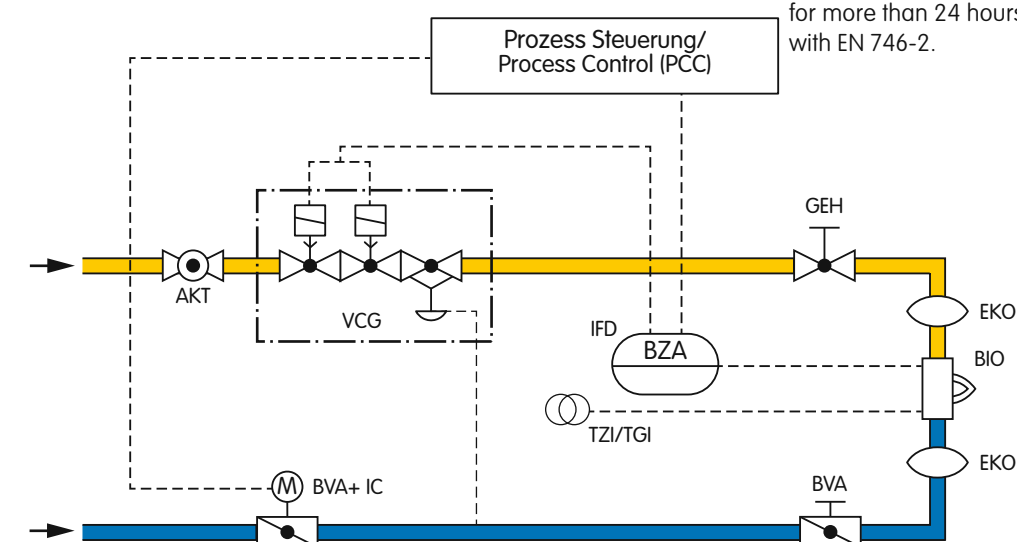 for more than 24 hours
with EN 746-2.
Prozess Steuerung/
Process Control (PCC)
GEH
AKT
VCG
EKO
IFD
BZA
BIO
TZI/TGI
EKO
M
BVA+ IC
BVA